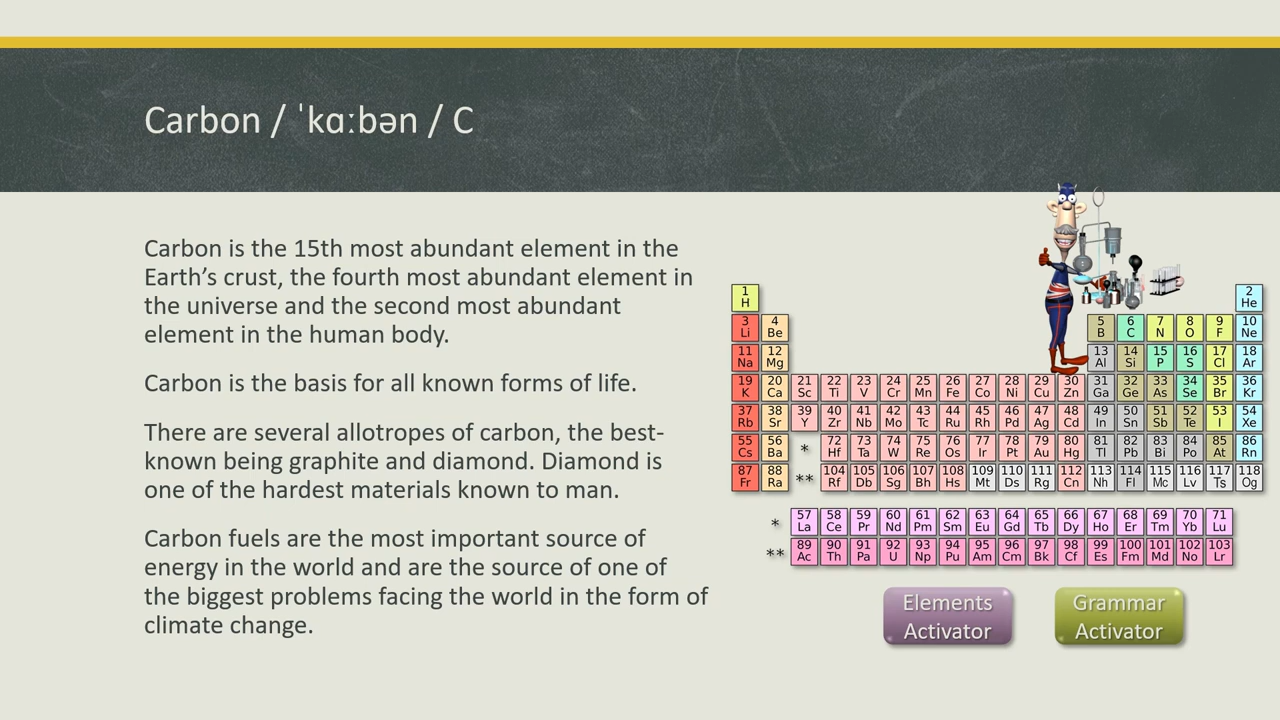 Carbon / ˈkɑːbən / C
Carbon is the 15th most abundant element in the
Earth’s crust, the fourth most abundant element in
the universe and the second most abundant
element in the human body.
Carbon is the basis for all known forms of life.
There are several allotropes of carbon, the best-
known being graphite and diamond. Diamond is
one of the hardest materials known to man.
Carbon fuels are the most important source of
energy in the world and are the source of one of
the biggest problems facing the world in the form of
climate change.
1 2
H He
3 4 5 6 7 8 9 10
Li Be B C N O F Ne
11 12 13 14 15 16 17 18
Na Mg Al Si P S Cl Ar
19 20 21 22 23 24 25 26 27 28 29 30 31 32 33 34 35 36
K Ca Sc Ti V Cr Mn Fe Co Ni Cu Zn Ga Ge As Se Br Kr
37 38 39 40 41 42 43 44 45 46 47 48 49 50 51 52 53 54
Rb Sr Y Zr Nb Mo Tc Ru Rh Pd Ag Cd In Sn Sb Te I Xe
55 56 * 72 73 74 75 76 77 78 79 80 81 82 83 84 85 86
Cs Ba Hf Ta W Re Os Ir Pt Au Hg Tl Pb Bi Po At Rn
87 88 ** 104 105 106 107 108 109 110 111 112 113 114 115 116 117 118
Fr Ra Rf Db Sg Bh Hs Mt Ds Rg Cn Nh Fl Mc Lv Ts Og
* 57 58 59 60 61 62 63 64 65 66 67 68 69 70 71
La Ce Pr Nd Pm Sm Eu Gd Tb Dy Ho Er Tm Yb Lu
** 89 90 91 92 93 94 95 96 97 98 99 100 101 102 103
Ac Th Pa U Np Pu Am Cm Bk Cf Es Fm Md No Lr
Elements
Activator
Grammar
Activator